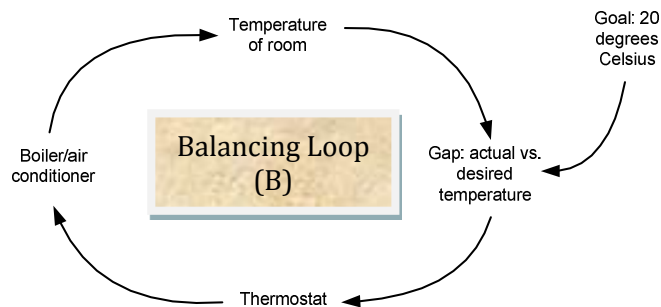 Temperature
of room
Goal: 20
degrees
Celsius
Balancing Loop
(B)
Boiler/air
conditioner
Gap: actual vs.
desired
temperature
Thermostat